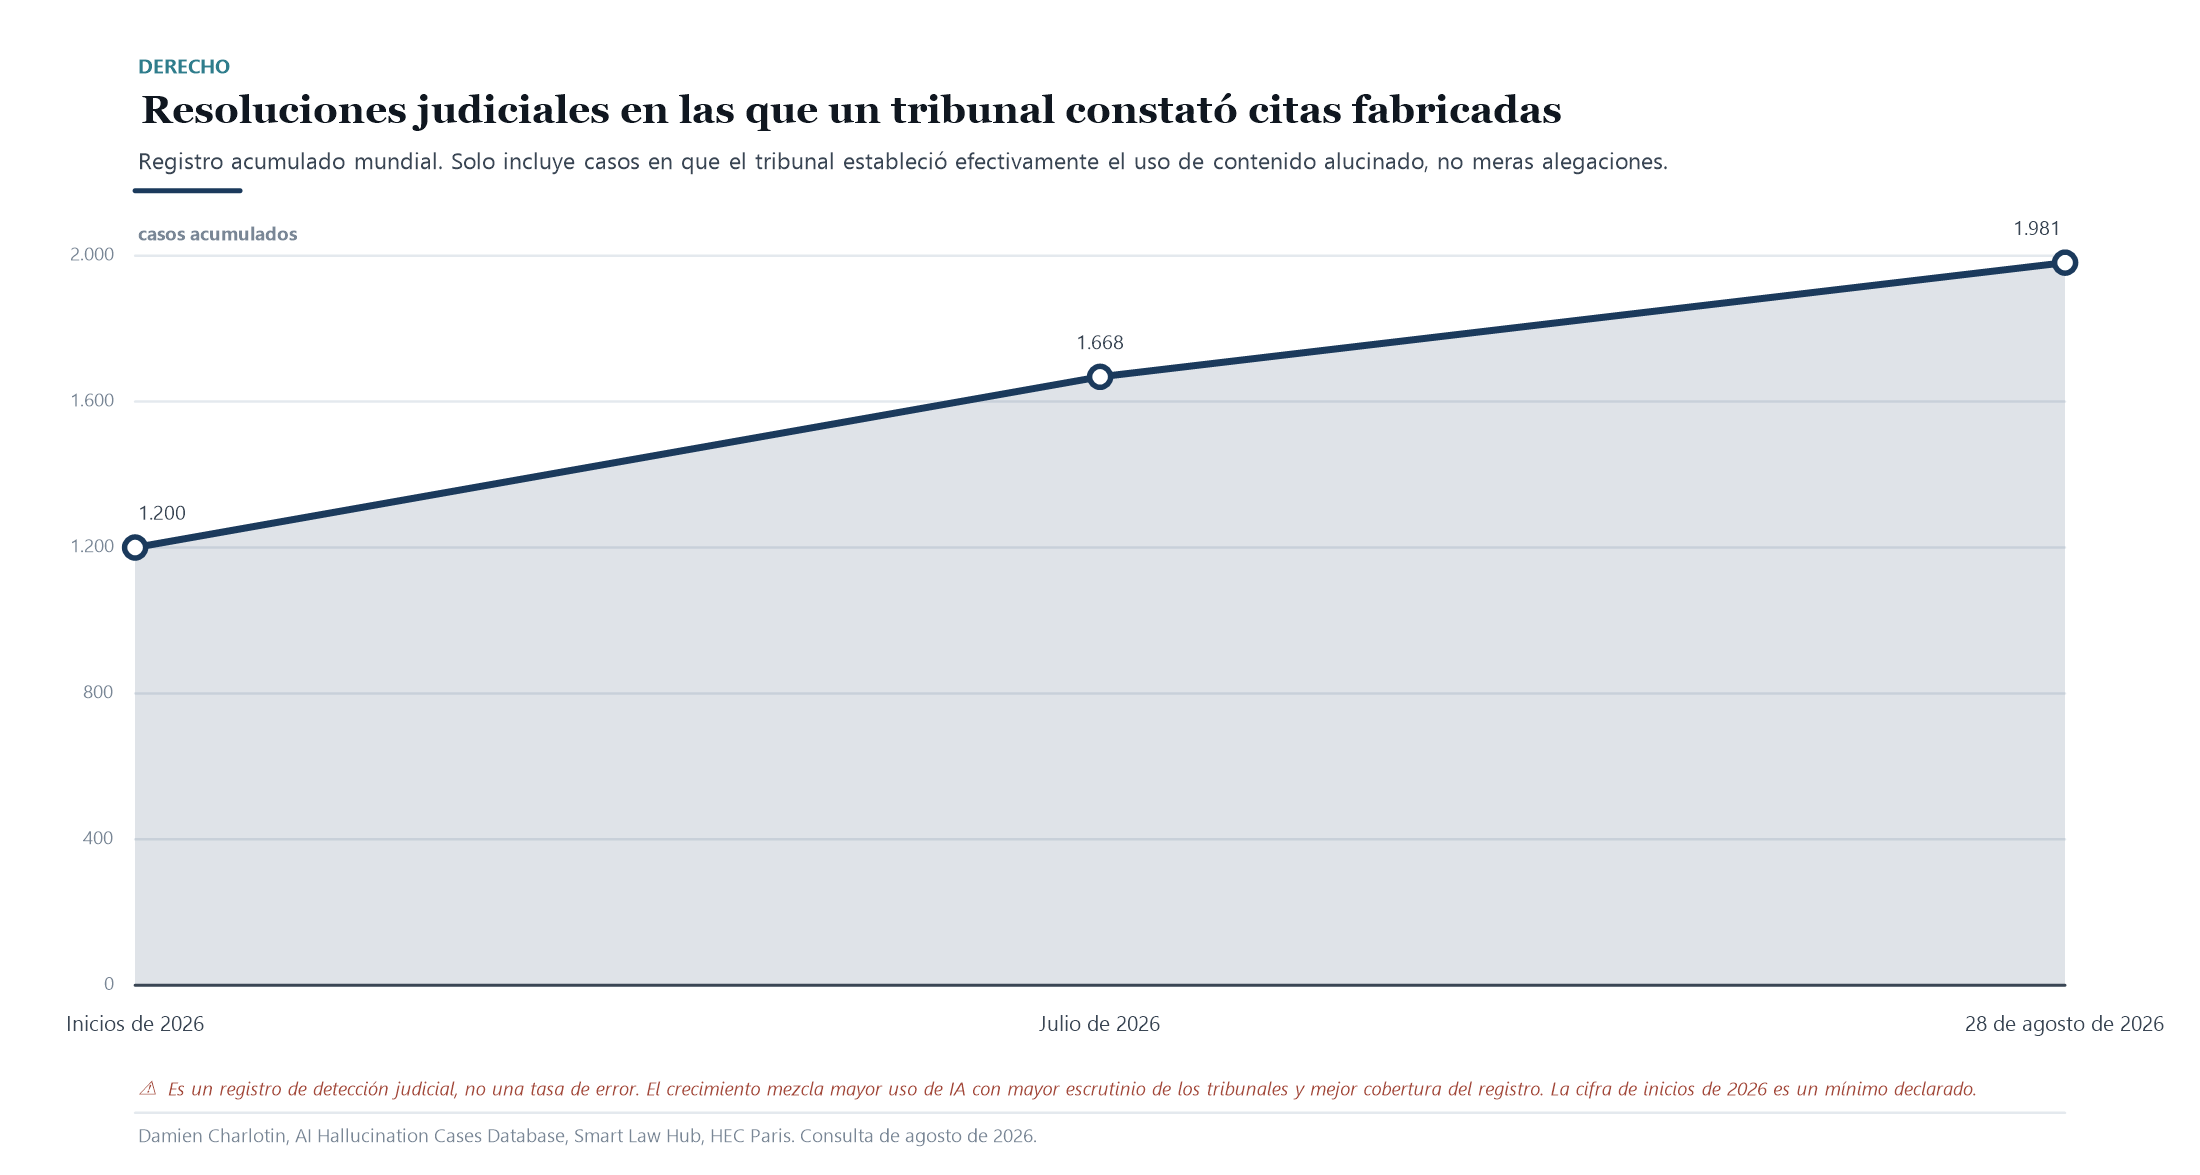 DERECHO
Resoluciones judiciales en las que un tribunal constató citas fabricadas
Registro acumulado mundial. Solo incluye casos en que el tribunal estableció efectivamente el uso de contenido alucinado, no meras alegaciones.
casos acumulados
1.981
2.000
1.668
1.600
1.200
1.200
800
400
0
Inicios de 2026
Julio de 2026
28 de agosto de 2026
⚠ Es un registro de detección judicial, no una tasa de error. El crecimiento mezcla mayor uso de IA con mayor escrutinio de los tribunales y mejor cobertura del registro. La cifra de inicios de 2026 es un mínimo declarado.
Damien Charlotin, AI Hallucination Cases Database, Smart Law Hub, HEC Paris. Consulta de agosto de 2026.